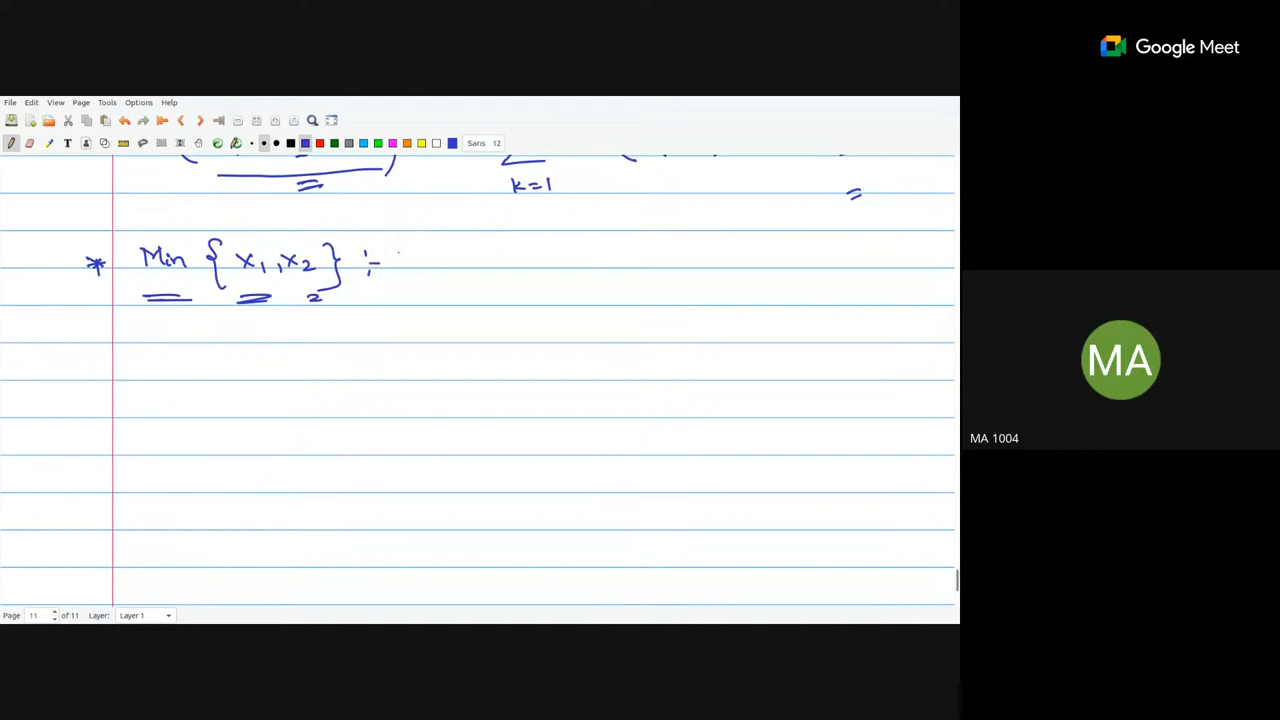 Google Meet
File Edit View Page Tools Options Help
T Sans 12
k=1
=
* Min { x₁, x₂ } ÷
2
MA
MA 1004
Page 11 of 11 Layer: Layer 1